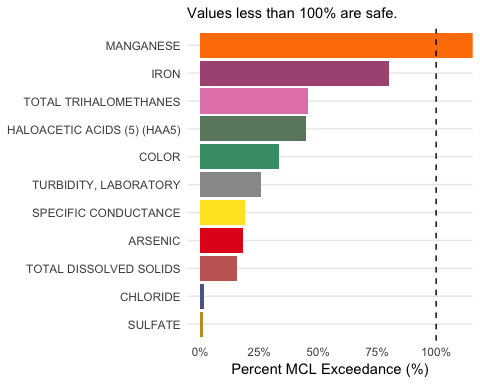 Values less than 100% are safe.
MANGANESE
IRON
TOTAL TRIHALOMETHANES
HALOACETIC ACIDS (5) (HAA5)
COLOR
TURBIDITY, LABORATORY
SPECIFIC CONDUCTANCE
ARSENIC
TOTAL DISSOLVED SOLIDS
CHLORIDE
SULFATE
0% 25% 50% 75% 100%
Percent MCL Exceedance (%)